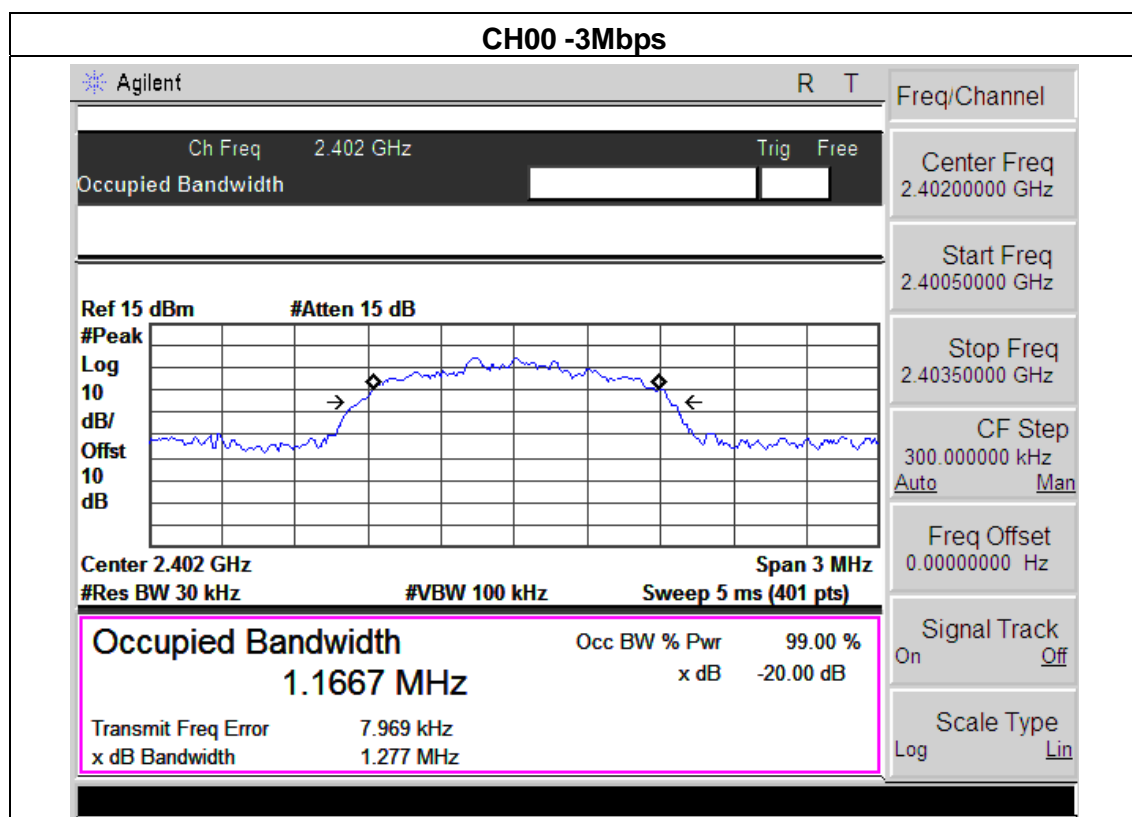 CH00 -3Mbps
Agilent
R T
Freq/Channel
Ch Freq 2.402 GHz Trig Free
Occupied Bandwidth
Center Freq
2.40200000 GHz
Start Freq
2.40050000 GHz
Stop Freq
2.40350000 GHz
CF Step
300.000000 kHz
Auto Man
Freq Offset
0.00000000 Hz
Signal Track
On Off
Scale Type
Log Lin
Ref 15 dBm #Atten 15 dB
#Peak
Log
10
dB/
Offst
10
dB
Center 2.402 GHz Span 3 MHz
#Res BW 30 kHz #VBW 100 kHz Sweep 5 ms (401 pts)
Occupied Bandwidth Occ BW % Pwr 99.00 %
1.1667 MHz x dB -20.00 dB
Transmit Freq Error 7.969 kHz
x dB Bandwidth 1.277 MHz